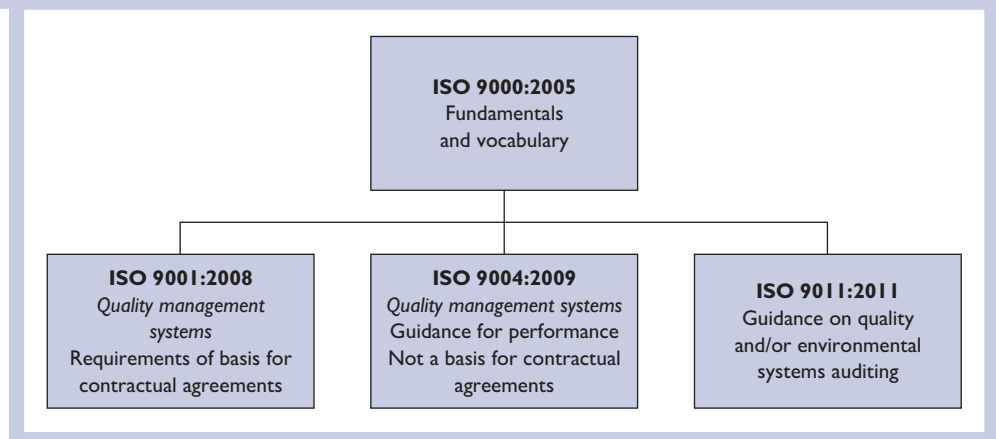 ISO 9000:2005
Fundamentals
and vocabulary
ISO 9001:2008
Quality management
systems
Requirements of basis for
contractual agreements
ISO 9004:2009
Quality management systems
Guidance for performance
Not a basis for contractual
agreements
ISO 9011:2011
Guidance on quality
and/or environmental
systems auditing